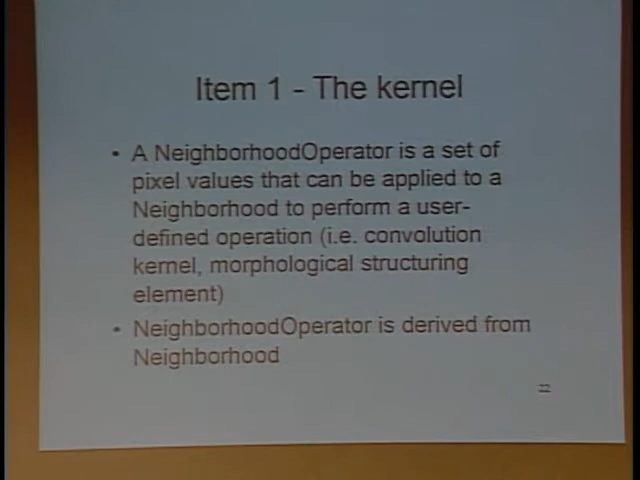 Item 1 - The kernel
• A NeighborhoodOperator is a set of
pixel values that can be applied to a
Neighborhood to perform a user-
defined operation (i.e. convolution
kernel, morphological structuring
element)
• NeighborhoodOperator is derived from
Neighborhood
22